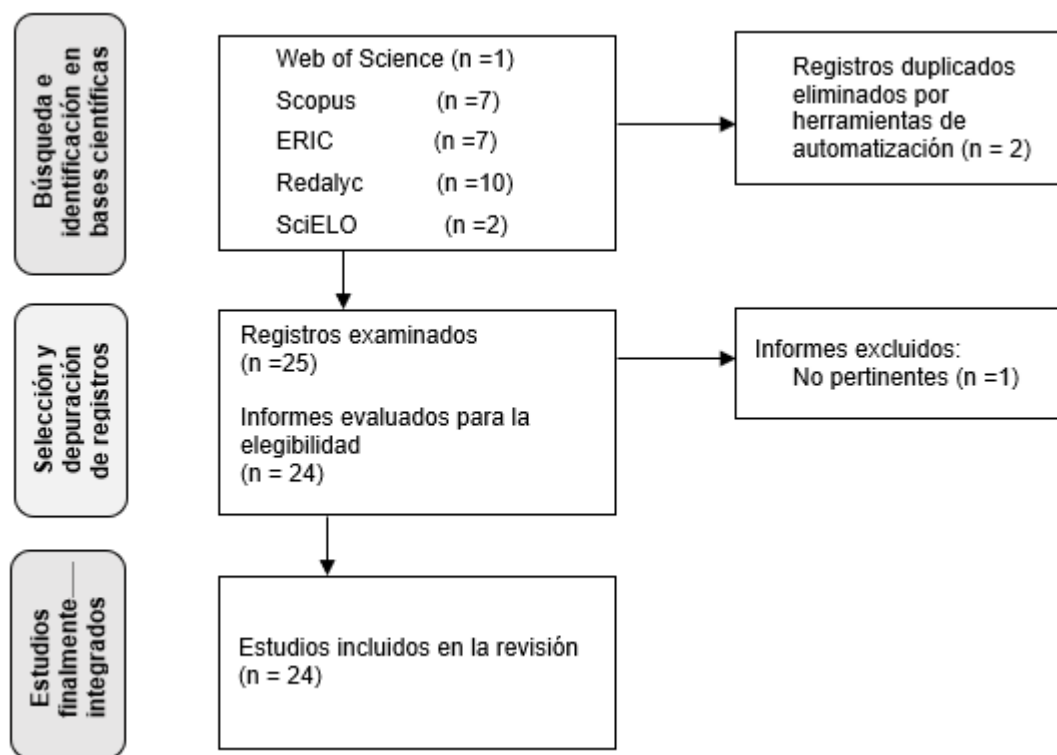 Búsqueda e
identificación en
bases científicas
Web of Science (n =1)
Scopus (n =7)
ERIC (n =7)
Redalyc (n =10)
SciELO (n =2)
Registros duplicados
eliminados por
herramientas de
automatización (n = 2)
Selección y
depuración
de registros
Registros examinados
(n =25)
Informes evaluados para la
elegibilidad
(n = 24)
Informes excluidos:
No pertinentes (n =1)
Estudios
finalmente
integrados
Estudios incluidos en la revisión
(n = 24)